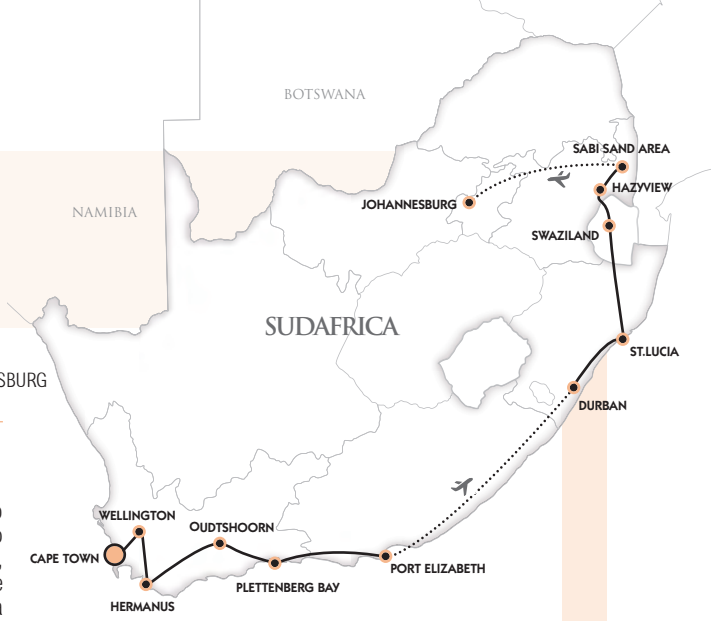 BOTSWANA
SABI SAND AREA
HAZYVIEW
JOHANNESBURG
NAMIBIA
SWAZILAND
SUDAFRICA
ST.LUCIA
SBURG
DURBAN
WELLINGTON
OUDTSHOORN
CAPE TOWN
PORT ELIZABETH
PLETTENBERG BAY
HERMANUS